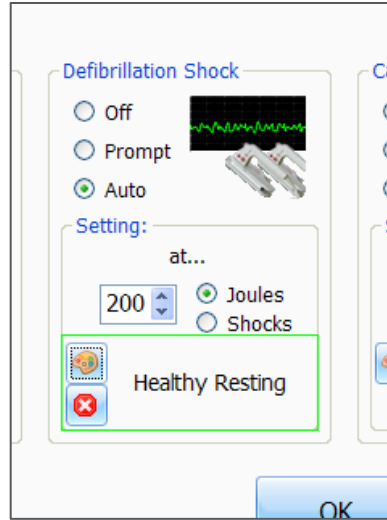 Defibrillation Shock
Off
Prompt
Auto
Setting:
at...
200
Joules
Shocks
Healthy Resting
OK